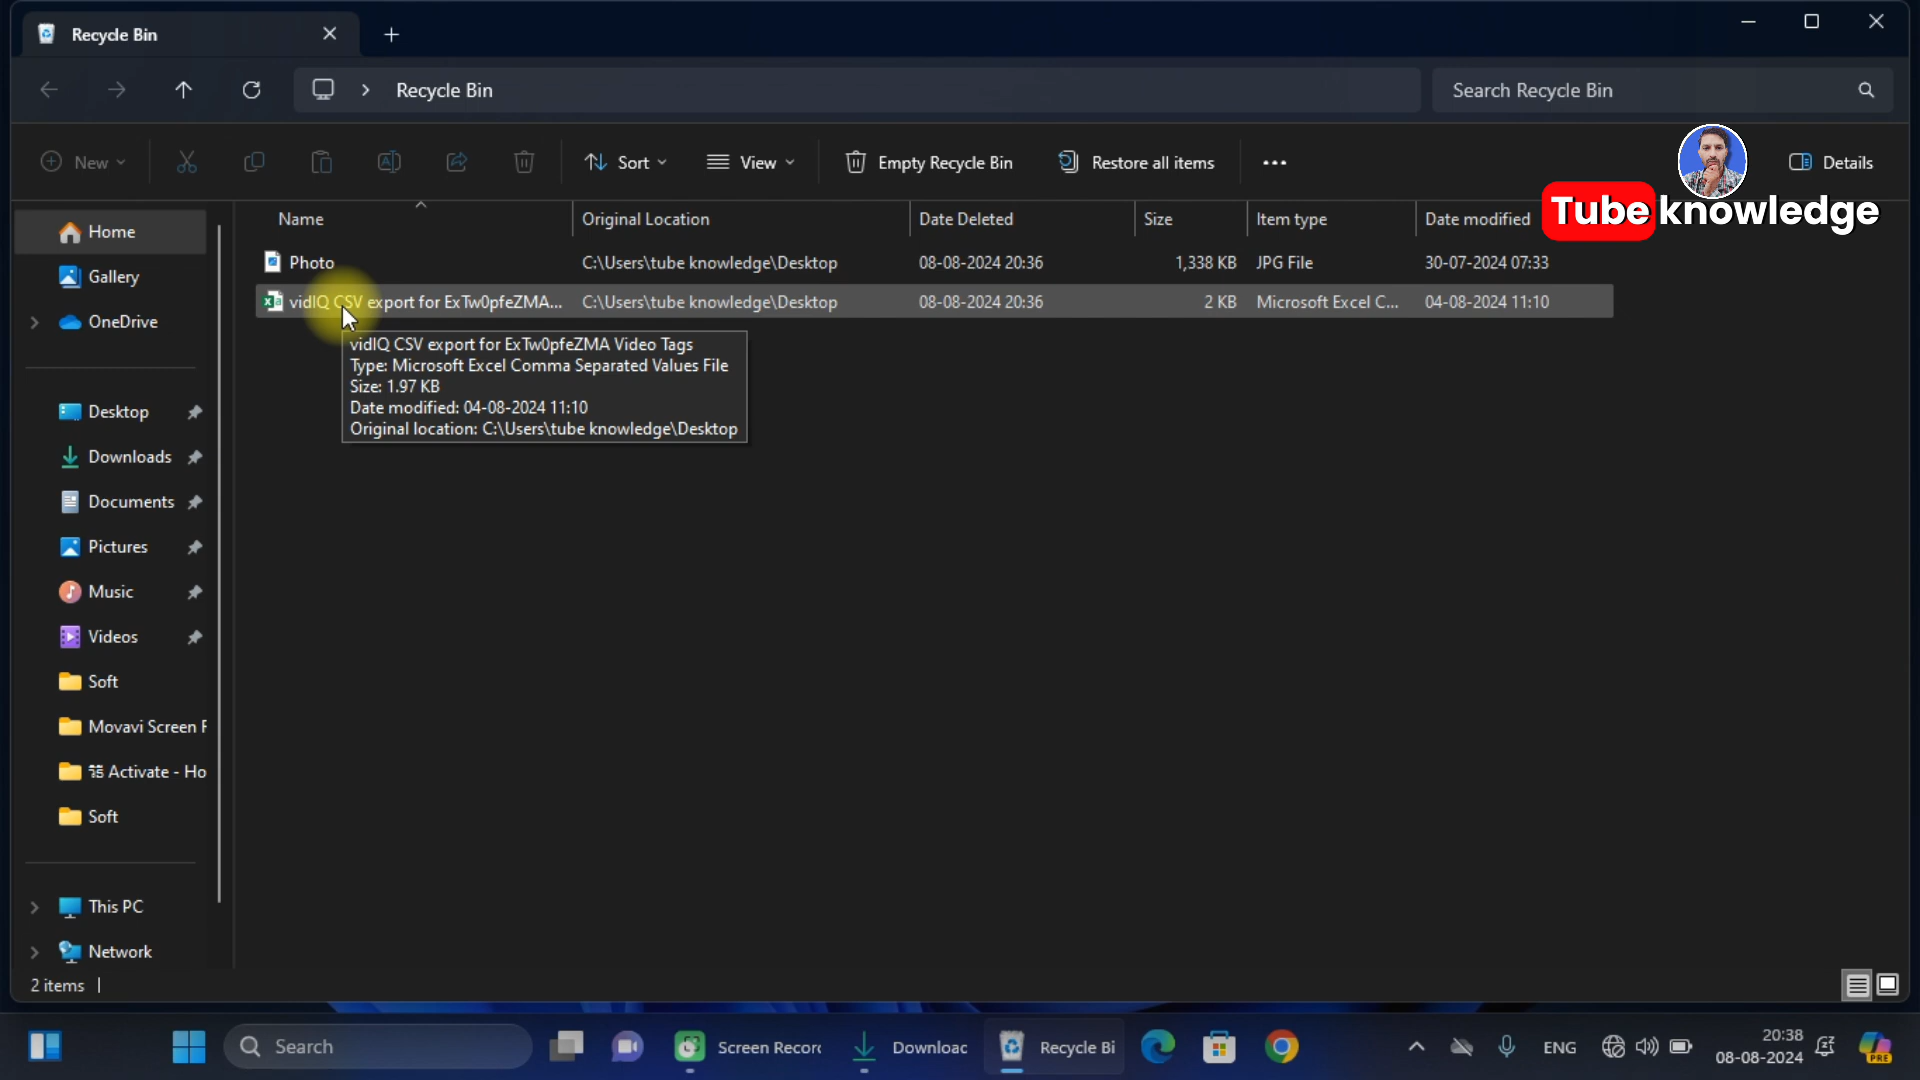 Recycle Bin
Recycle Bin
Search Recycle Bin
New
Sort
View
Empty Recycle Bin
Restore all items
Details
Tube knowledge
Name
Original Location
Date Deleted
Size
Item type
Date modified
Photo
C:\Users\tube knowledge\Desktop
08-08-2024 20:36
1,338 KB
JPG File
30-07-2024 07:33
vidIQ CSV export for ExTw0pfeZMA...
C:\Users\tube knowledge\Desktop
08-08-2024 20:36
2 KB
Microsoft Excel C...
04-08-2024 11:10
vidIQ CSV export for ExTw0pfeZMA Video Tags
Type: Microsoft Excel Comma Separated Values File
Size: 1.97 KB
Date modified: 04-08-2024 11:10
Original location: C:\Users\tube knowledge\Desktop
Home
Gallery
OneDrive
Desktop
Downloads
Documents
Pictures
Music
Videos
Soft
Movavi Screen R
Activate - Ho
Soft
This PC
Network
2 items
Search
Screen Recorc
Downloac
Recycle Bi
ENG
20:38
08-08-2024
PRE